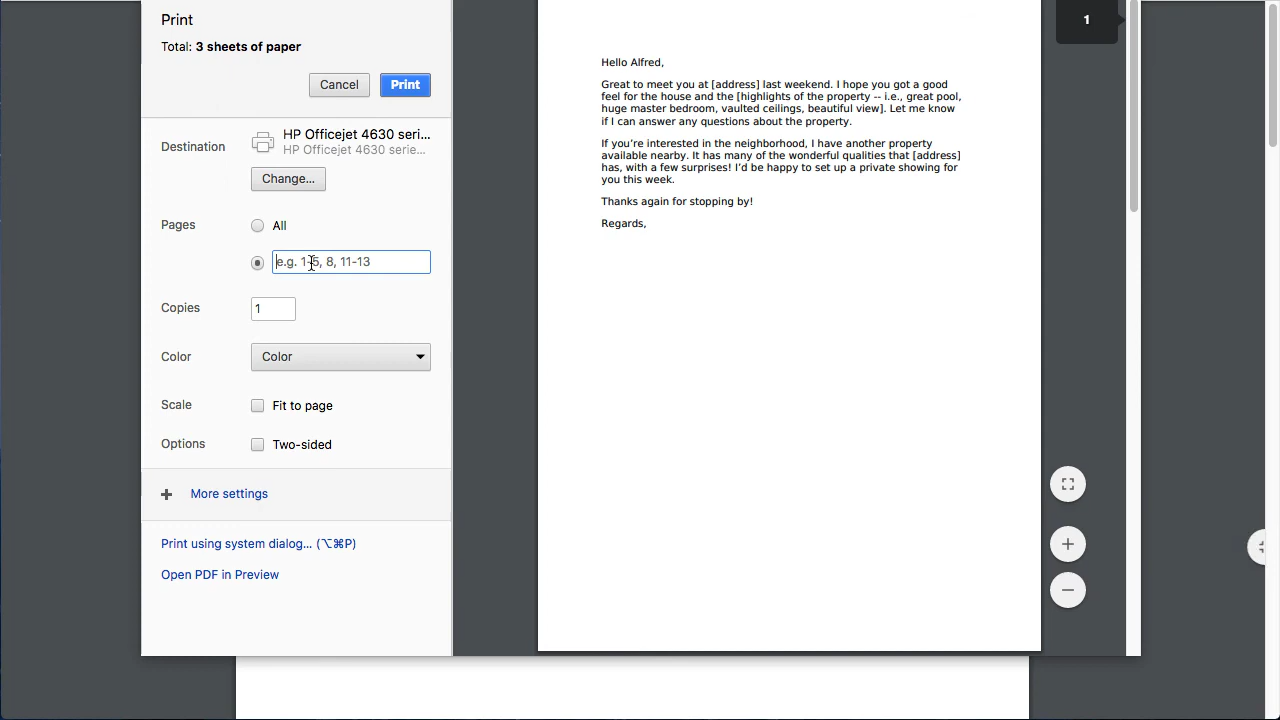 Print
Total: 3 sheets of paper
Cancel
Print
Destination
HP Officejet 4630 seri...
HP Officejet 4630 serie...
Change...
Pages
All
e.g. 1-5, 8, 11-13
Copies
1
Color
Color
Scale
Fit to page
Options
Two-sided
More settings
Print using system dialog... (⌥⌘P)
Open PDF in Preview
1
Hello Alfred,
Great to meet you at [address] last weekend. I hope you got a good
feel for the house and the [highlights of the property -- i.e., great pool,
huge master bedroom, vaulted ceilings, beautiful view]. Let me know
if I can answer any questions about the property.
If you’re interested in the neighborhood, I have another property
available nearby. It has many of the wonderful qualities that [address]
has, with a few surprises! I’d be happy to set up a private showing for
you this week.
Thanks again for stopping by!
Regards,